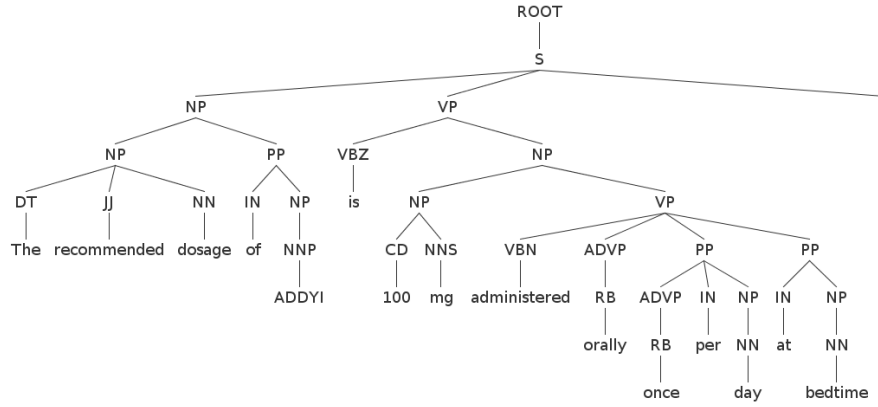 ROOT
S
NP VP
NP PP VBZ NP
DT JJ NN IN NP is NP VP
The recommended dosage of NNP CD NNS VBN ADVP PP PP
ADDYI 100 mg administered RB ADVP IN NP IN NP
orally RB per NN at NN
once day bedtime